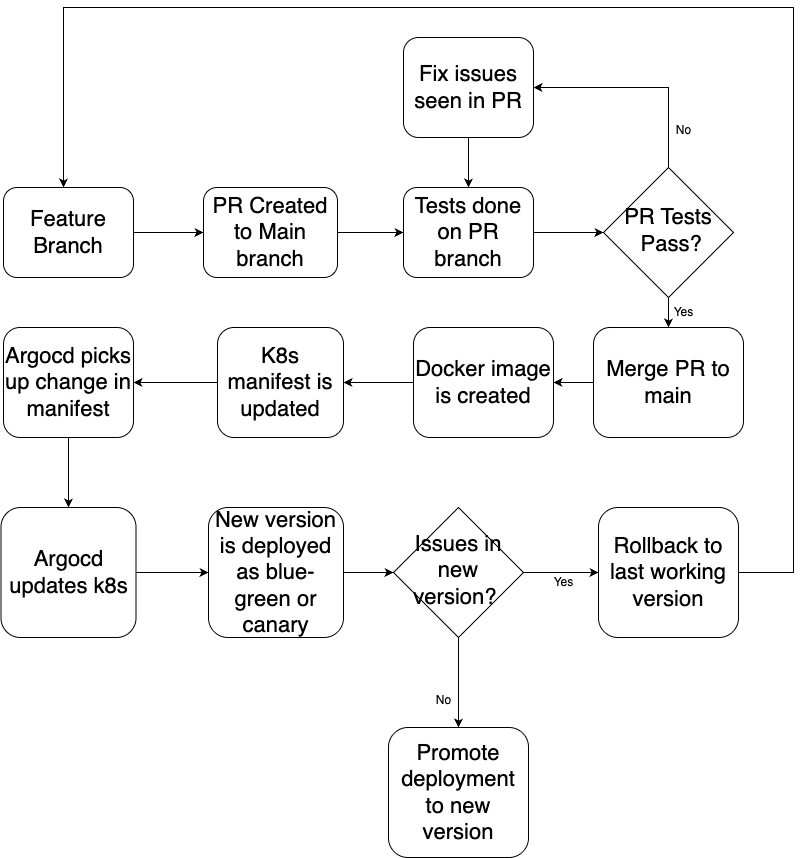 Fix issues
seen in PR
No
Feature
Branch
PR Created
to Main
branch
Tests done
on PR
branch
PR Tests
Pass?
Yes
Argocd picks
up change in
manifest
K8s
manifest is
updated
Docker image
is created
Merge PR to
main
Argocd
updates k8s
New version
is deployed
as blue-
green or
canary
Issues in
new
version?
Yes
Rollback to
last working
version
No
Promote
deployment
to new
version